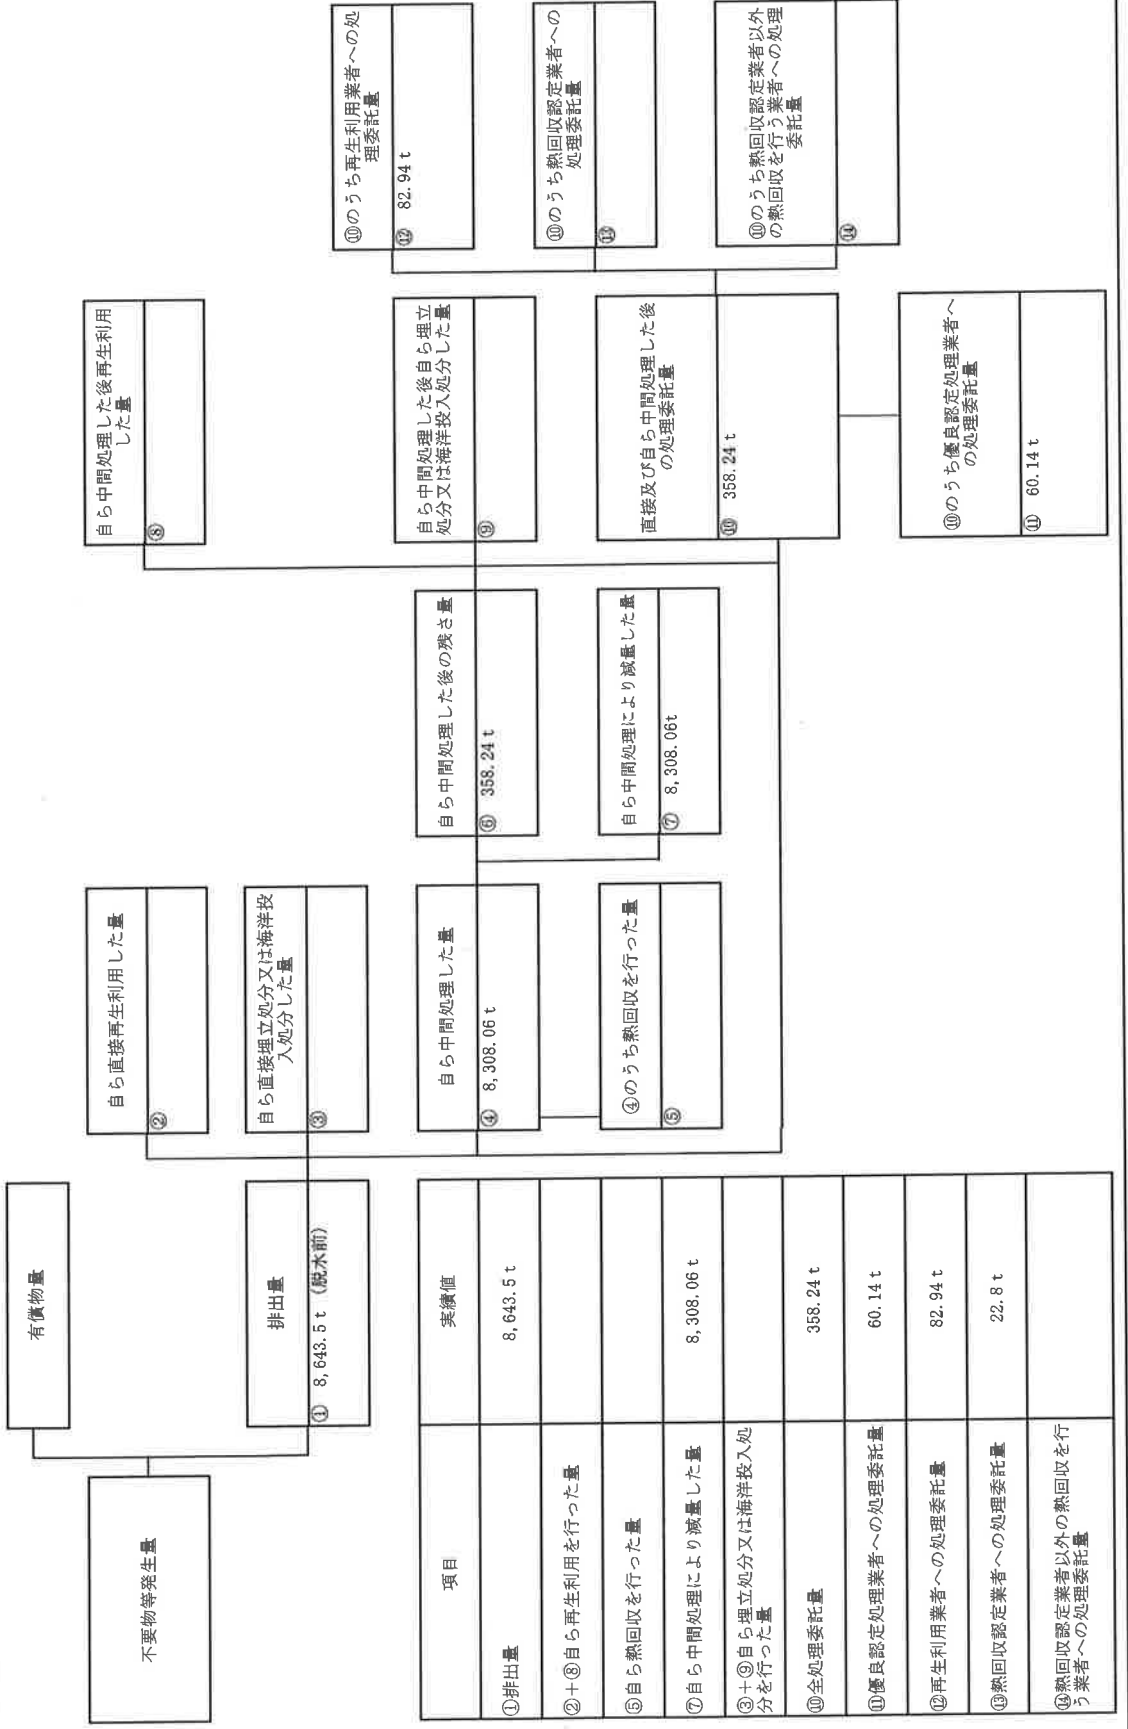 不要物等発生量
有償物量
排出量
① 8,643.5ｔ（脱水前）
自ら直接再生利用した量
②
自ら直接埋立処分又は海洋投
入処分した量
③
自ら中間処理した量
④ 8,308.06ｔ
④のうち熱回収を行った量
⑤
自ら中間処理した後の残さ量
⑥ 358.24ｔ
自ら中間処理により減量した量
⑦ 8,308.06t
自ら中間処理した後再生利用
した量
⑧
自ら中間処理した後自ら埋立
処分又は海洋投入処分した量
⑨
直接及び自ら中間処理した後
の処理委託量
⑩ 358.24ｔ
⑩のうち優良認定処理業者へ
の処理委託量
⑪ 60.14ｔ
⑩のうち再生利用業者への処
理委託量
⑫ 82.94ｔ
⑩のうち熱回収認定業者への
処理委託量
⑬
⑩のうち熱回収認定業者以外
の熱回収を行う業者への処理
委託量
⑭
項目 実績値
①排出量 8,643.5ｔ
②＋⑧自ら再生利用を行った量
⑤自ら熱回収を行った量
⑦自ら中間処理により減量した量 8,308.06ｔ
③＋⑨自ら埋立処分又は海洋投入処
分を行った量
⑩全処理委託量 358.24ｔ
⑪優良認定処理業者への処理委託量 60.14ｔ
⑫再生利用業者への処理委託量 82.94ｔ
⑬熱回収認定業者への処理委託量 22.8ｔ
⑭熱回収認定業者以外の熱回収を行
う業者への処理委託量